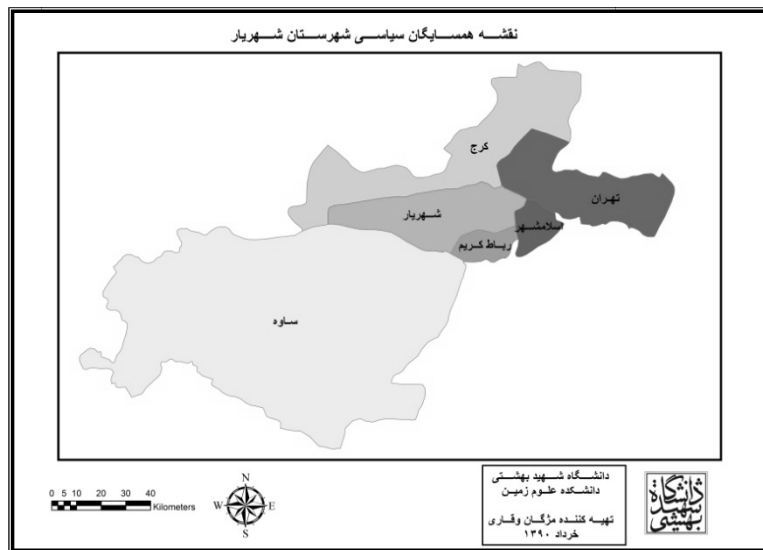 نقشه همسایگان سیاسی شهرستان شهریار
کرج
تهران
شهریار
اسلامشهر
رباط کریم
ساوه
0 5 10 20 30 40
Kilometers
N
W E
S
دانشگاه شهید بهشتی
دانشکده علوم زمین
تهیه کننده مژگان وقاری
خرداد ۱۳۹۰
دانشگاه
شهید
بهشتی